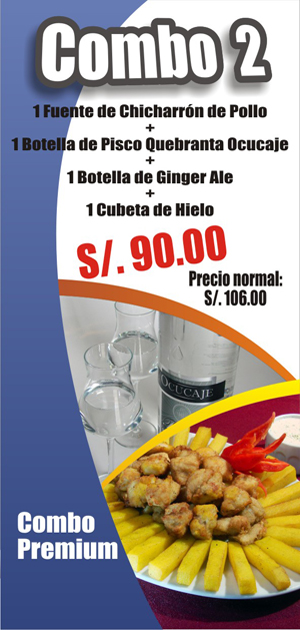 Combo 2
1 Fuente de Chicharrón de Pollo
+
1 Botella de Pisco Quebranta Ocucaje
+
1 Botella de Ginger Ale
+
1 Cubeta de Hielo
S/. 90.00
Precio normal:
S/. 106.00
OCUCAJE
Combo
Premium